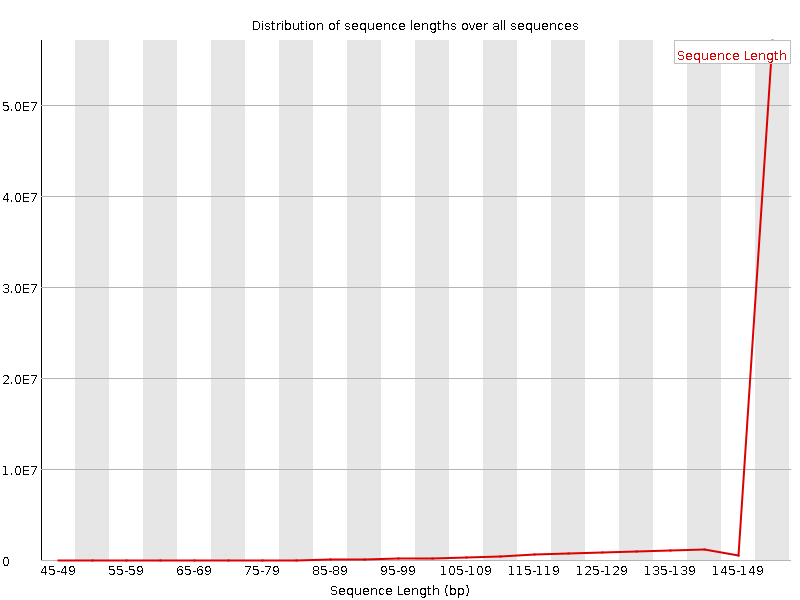 Distribution of sequence lengths over all sequences
Sequence Length
5.0E7
4.0E7
3.0E7
2.0E7
1.0E7
0
45-49 55-59 65-69 75-79 85-89 95-99 105-109 115-119 125-129 135-139 145-149
Sequence Length (bp)